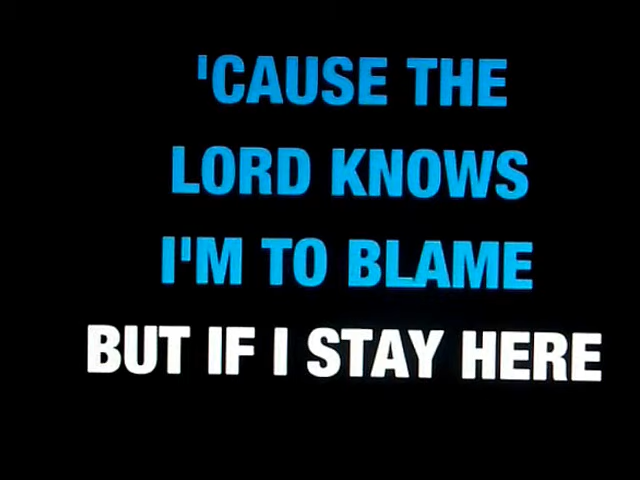 'CAUSE THE
LORD KNOWS
I'M TO BLAME
BUT IF I STAY HERE